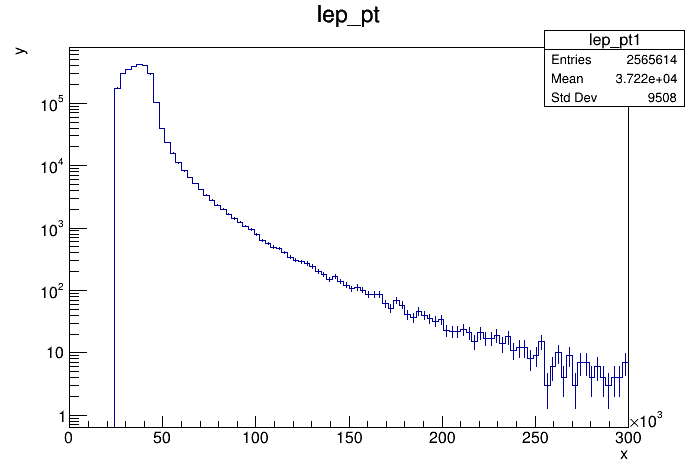 lep_pt
y
lep_pt1
Entries 2565614
Mean 3.722e+04
Std Dev 9508
10^5
10^4
10^3
10^2
10
1
0 50 100 150 200 250 300
×10^3
x